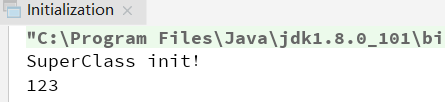 Initialization
"C:\Program Files\Java\jdk1.8.0_101\bi
SuperClass init!
123